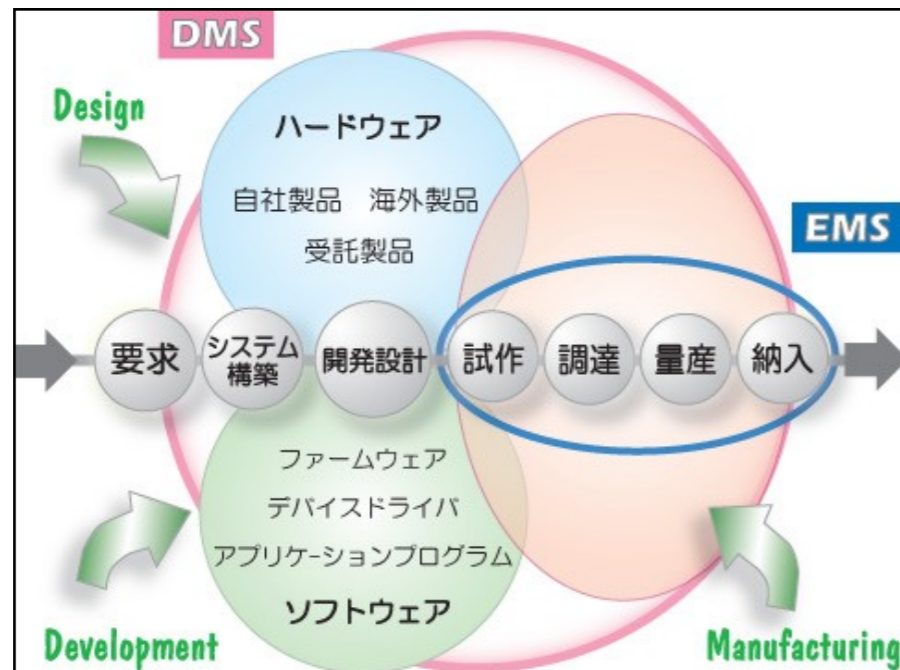 DMS
Design
ハードウェア
自社製品 海外製品
受託製品
EMS
要求
システム
構築
開発設計
試作
調達
量産
納入
ファームウェア
デバイスドライバ
アプリケ-ションプログラム
ソフトウェア
Development
Manufacturing